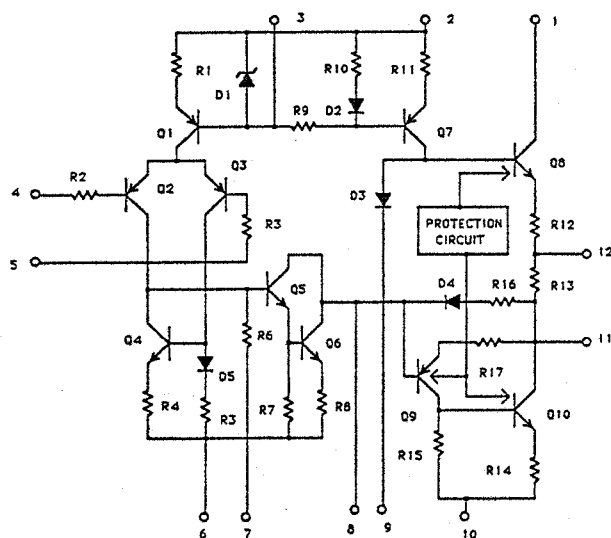 3
2
1
R1
D1
R10
R11
D2
R9
Q1
Q7
Q3
Q8
4
R2
Q2
D3
PROTECTION
CIRCUIT
R12
R3
12
5
Q5
D4
R16
R13
Q4
R6
Q6
11
D5
R17
R4
R3
R7
R8
Q9
Q10
R15
R14
6
7
8
9
10